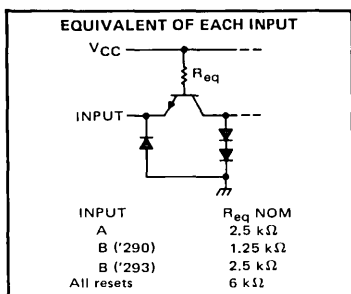 EQUIVALENT OF EACH INPUT
VCC
Req
INPUT
INPUT Req NOM
A 2.5 kΩ
B ('290) 1.25 kΩ
B ('293) 2.5 kΩ
All resets 6 kΩ